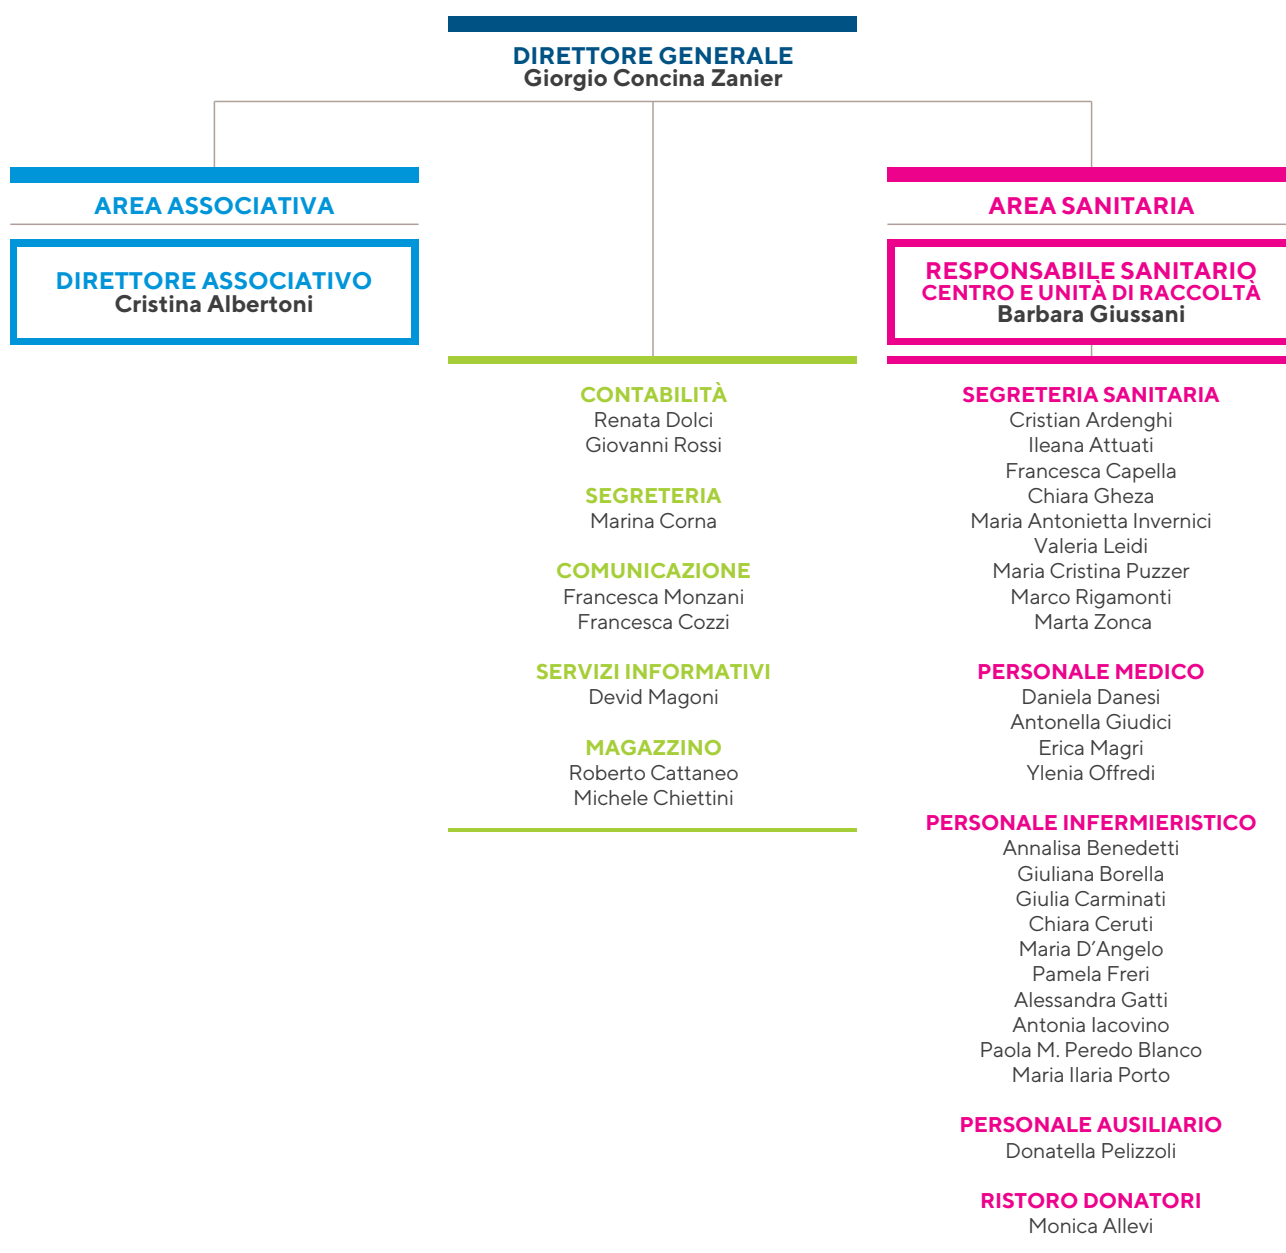 DIRETTORE GENERALE
Giorgio Concina Zanier
AREA ASSOCIATIVA
DIRETTORE ASSOCIATIVO
Cristina Albertoni
CONTABILITÀ
Renata Dolci
Giovanni Rossi
SEGRETERIA
Marina Corna
COMUNICAZIONE
Francesca Monzani
Francesca Cozzi
SERVIZI INFORMATIVI
Devid Magoni
MAGAZZINO
Roberto Cattaneo
Michele Chiettini
AREA SANITARIA
RESPONSABILE SANITARIO
CENTRO E UNITÀ DI RACCOLTÀ
Barbara Giussani
SEGRETERIA SANITARIA
Cristian Ardenghi
Ileana Attuati
Francesca Capella
Chiara Gheza
Maria Antonietta Invernici
Valeria Leidi
Maria Cristina Puzzer
Marco Rigamonti
Marta Zonca
PERSONALE MEDICO
Daniela Danesi
Antonella Giudici
Erica Magri
Ylenia Offredi
PERSONALE INFERMIERISTICO
Annalisa Benedetti
Giuliana Borella
Giulia Carminati
Chiara Ceruti
Maria D’Angelo
Pamela Freri
Alessandra Gatti
Antonia Iacovino
Paola M. Peredo Blanco
Maria Ilaria Porto
PERSONALE AUSILIARIO
Donatella Pelizzoli
RISTORO DONATORI
Monica Allevi